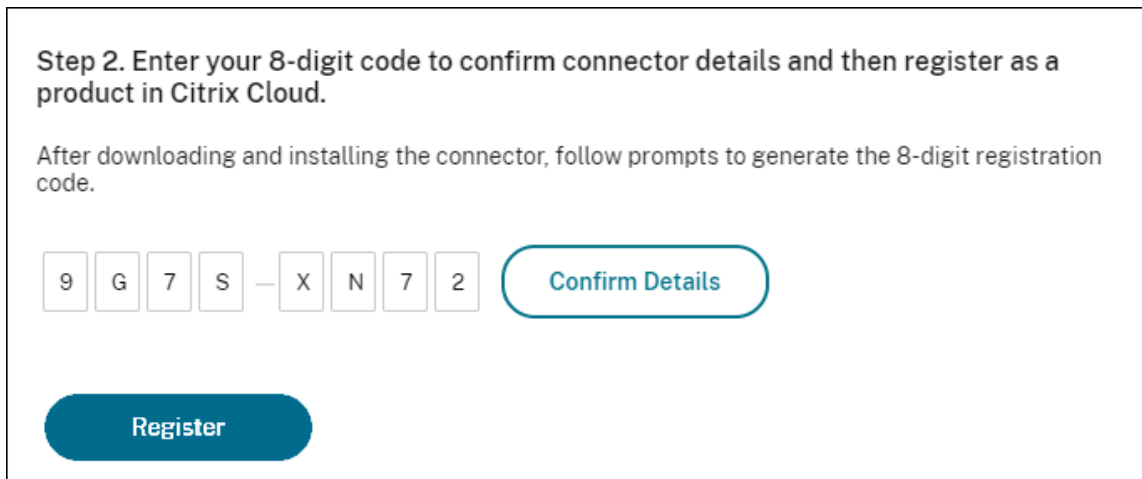 Step 2. Enter your 8-digit code to confirm connector details and then register as a
product in Citrix Cloud.
After downloading and installing the connector, follow prompts to generate the 8-digit registration
code.
9 G 7 S — X N 7 2 Confirm Details
Register